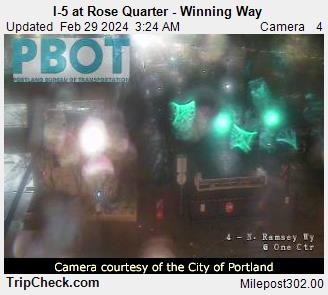 I-5 at Rose Quarter - Winning Way
Updated Feb 29 2024 3:24 AM Camera 4
PBOT
PORTLAND BUREAU OF TRANSPORTATION
4 - N. Ramsey Wy
@ One Ctr
Camera courtesy of the City of Portland
TripCheck.com Milepost302.00